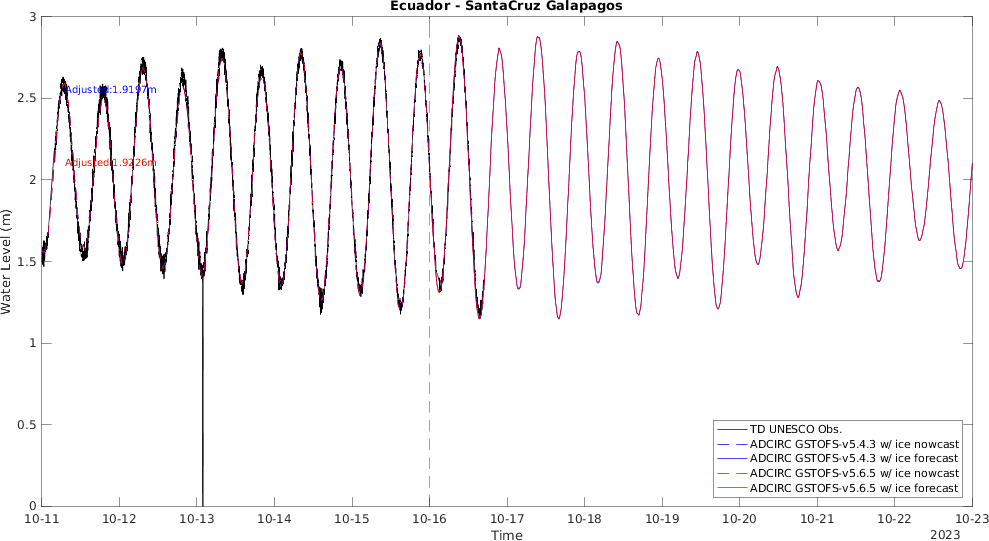 Ecuador - SantaCruz Galapagos
3
2.5
2
1.5
1
0.5
0
Water Level (m)
Adjusted:1.9197m
Adjusted:1.9226m
TD UNESCO Obs.
ADCIRC GSTOFS-v5.4.3 w/ ice nowcast
ADCIRC GSTOFS-v5.4.3 w/ ice forecast
ADCIRC GSTOFS-v5.6.5 w/ ice nowcast
ADCIRC GSTOFS-v5.6.5 w/ ice forecast
10-11 10-12 10-13 10-14 10-15 10-16 10-17 10-18 10-19 10-20 10-21 10-22 10-23
Time
2023